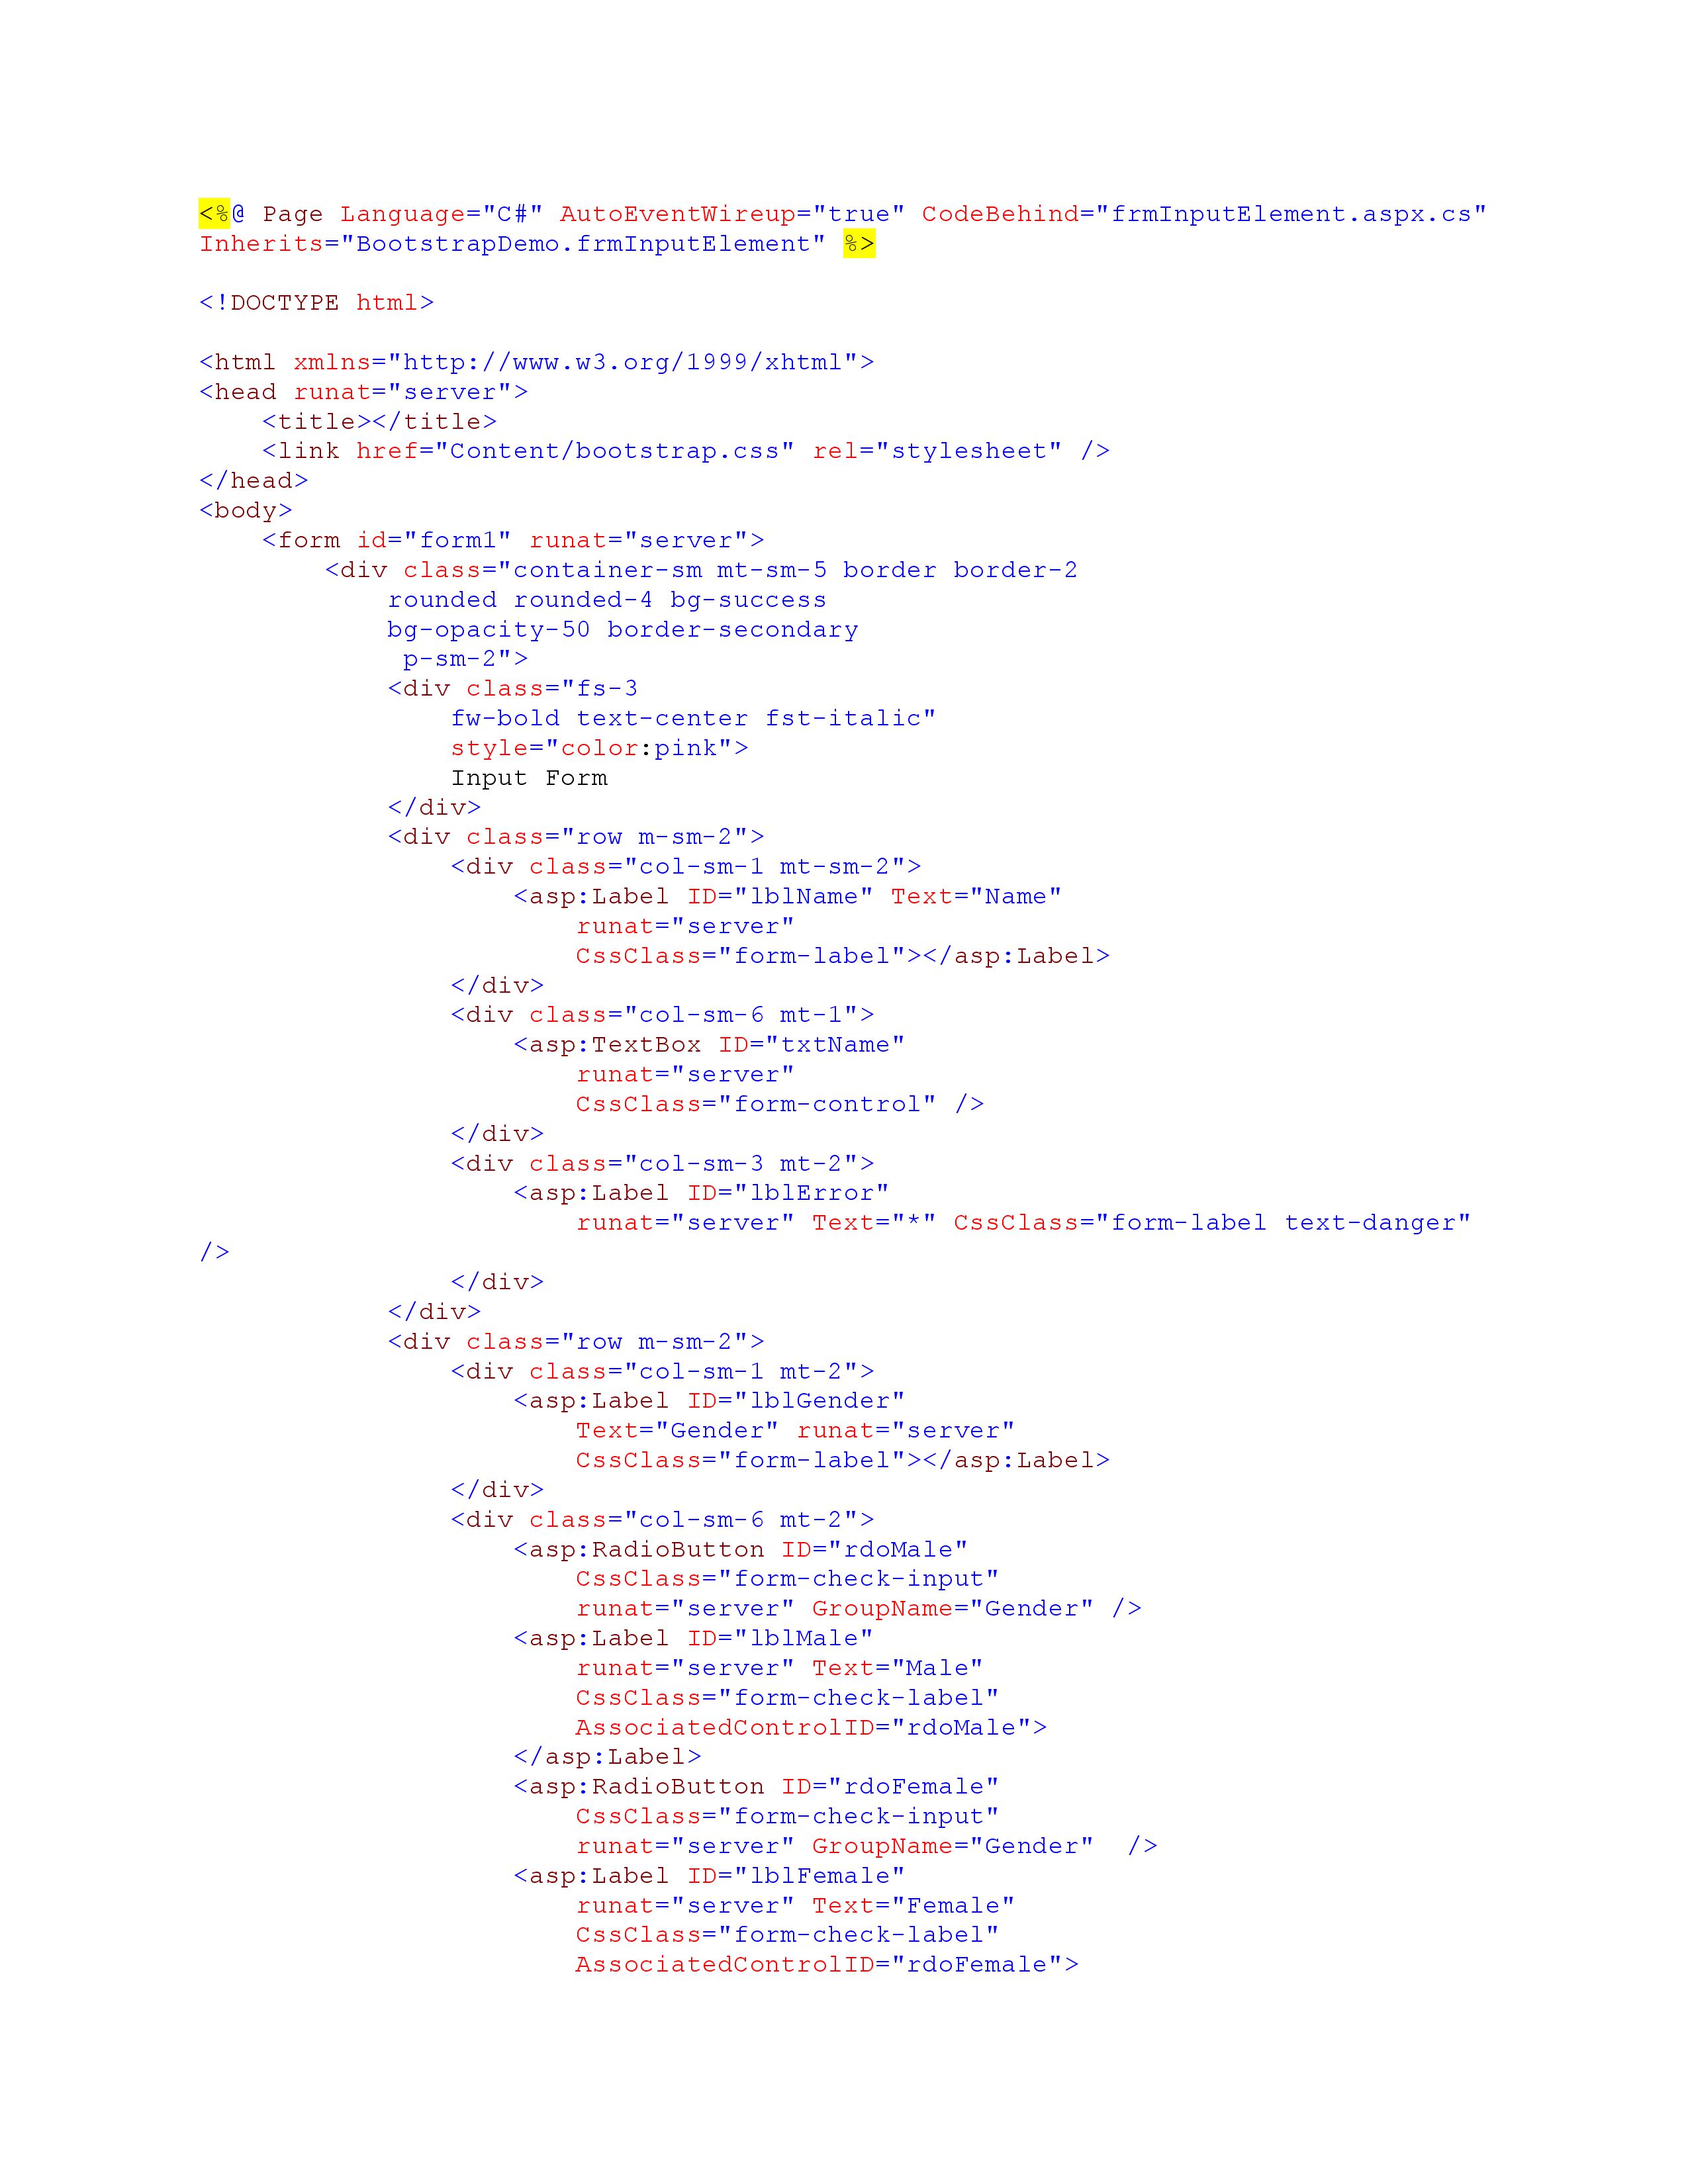 <%@ Page Language="C#" AutoEventWireup="true" CodeBehind="frmInputElement.aspx.cs"
Inherits="BootstrapDemo.frmInputElement" %>

<!DOCTYPE html>

<html xmlns="http://www.w3.org/1999/xhtml">
<head runat="server">
    <title></title>
    <link href="Content/bootstrap.css" rel="stylesheet" />
</head>
<body>
    <form id="form1" runat="server">
        <div class="container-sm mt-sm-5 border border-2
            rounded rounded-4 bg-success
            bg-opacity-50 border-secondary
             p-sm-2">
            <div class="fs-3
                fw-bold text-center fst-italic"
                style="color:pink">
                Input Form
            </div>
            <div class="row m-sm-2">
                <div class="col-sm-1 mt-sm-2">
                    <asp:Label ID="lblName" Text="Name"
                        runat="server"
                        CssClass="form-label"></asp:Label>
                </div>
                <div class="col-sm-6 mt-1">
                    <asp:TextBox ID="txtName"
                        runat="server"
                        CssClass="form-control" />
                </div>
                <div class="col-sm-3 mt-2">
                    <asp:Label ID="lblError"
                        runat="server" Text="*" CssClass="form-label text-danger"
/>
                </div>
            </div>
            <div class="row m-sm-2">
                <div class="col-sm-1 mt-2">
                    <asp:Label ID="lblGender"
                        Text="Gender" runat="server"
                        CssClass="form-label"></asp:Label>
                </div>
                <div class="col-sm-6 mt-2">
                    <asp:RadioButton ID="rdoMale"
                        CssClass="form-check-input"
                        runat="server" GroupName="Gender" />
                    <asp:Label ID="lblMale"
                        runat="server" Text="Male"
                        CssClass="form-check-label"
                        AssociatedControlID="rdoMale">
                    </asp:Label>
                    <asp:RadioButton ID="rdoFemale"
                        CssClass="form-check-input"
                        runat="server" GroupName="Gender"  />
                    <asp:Label ID="lblFemale"
                        runat="server" Text="Female"
                        CssClass="form-check-label"
                        AssociatedControlID="rdoFemale">